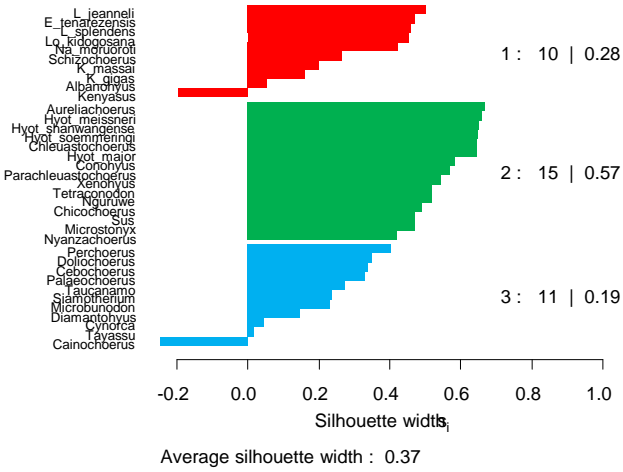 L_jeanneli
E_tenarezensis
L_splendens
Lo_kidogosana
Na_moruoroti
Schizochoerus
K_massai
K_gigas
Albanohyus
Kenyasus
1 : 10 | 0.28
Aureliachoerus
Hyot_meissneri
Hyot_shanwangense
Hyot_soemmeringi
Chleuastochoerus
Hyot_major
Conohyus
Parachleuastochoerus
Xenohyus
Tetraconodon
Nguruwe
Chicochoerus
Sus
Microstonyx
Nyanzachoerus
2 : 15 | 0.57
Perchoerus
Doliochoerus
Cebochoerus
Palaeochoerus
Taucanamo
Siamotherium
Microbunodon
Diamantohyus
Cynorca
Tayassu
Cainochoerus
3 : 11 | 0.19
-0.2 0.0 0.2 0.4 0.6 0.8 1.0
Silhouette width si
Average silhouette width : 0.37